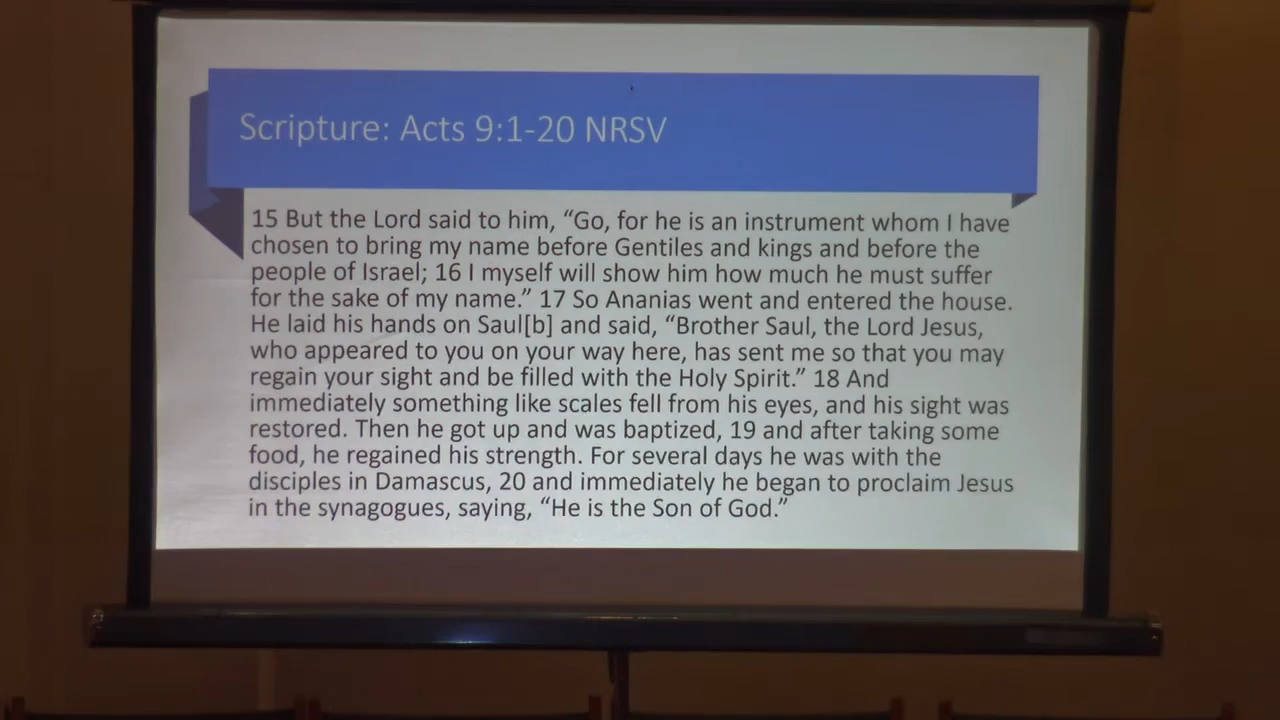 Scripture: Acts 9:1-20 NRSV
15 But the Lord said to him, “Go, for he is an instrument whom I have
chosen to bring my name before Gentiles and kings and before the
people of Israel; 16 I myself will show him how much he must suffer
for the sake of my name.” 17 So Ananias went and entered the house.
He laid his hands on Saul[b] and said, “Brother Saul, the Lord Jesus,
who appeared to you on your way here, has sent me so that you may
regain your sight and be filled with the Holy Spirit.” 18 And
immediately something like scales fell from his eyes, and his sight was
restored. Then he got up and was baptized, 19 and after taking some
food, he regained his strength. For several days he was with the
disciples in Damascus, 20 and immediately he began to proclaim Jesus
in the synagogues, saying, “He is the Son of God.”